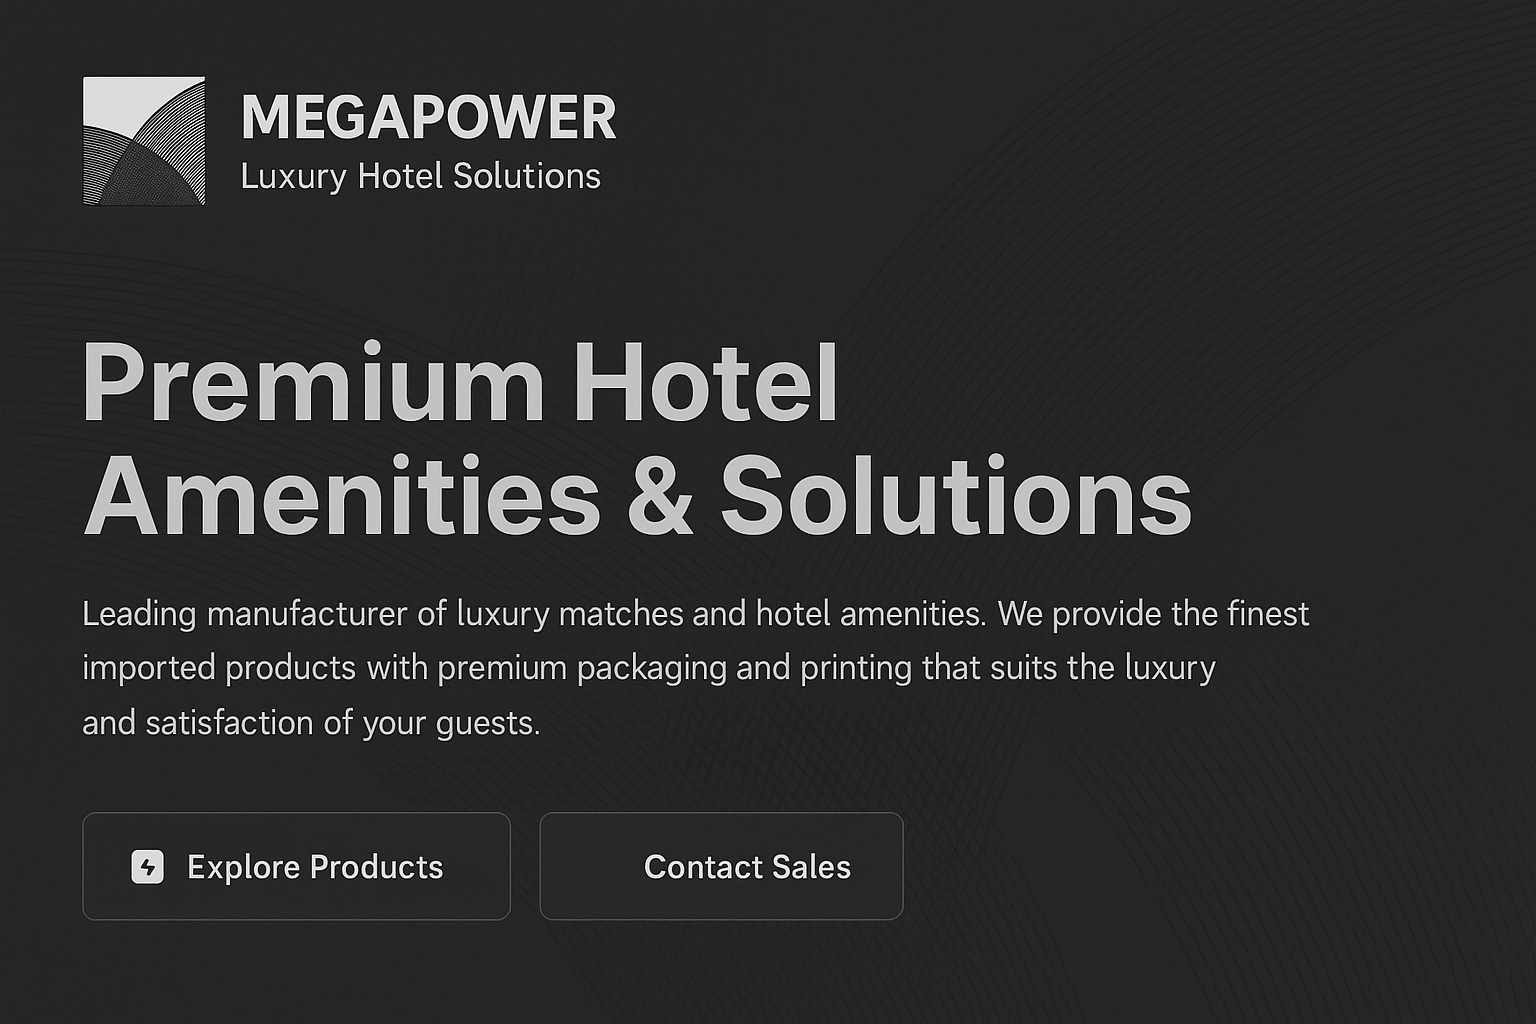 MEGAPOWER
Luxury Hotel Solutions
Premium Hotel
Amenities & Solutions
Leading manufacturer of luxury matches and hotel amenities. We provide the finest
imported products with premium packaging and printing that suits the luxury
and satisfaction of your guests.
Explore Products
Contact Sales